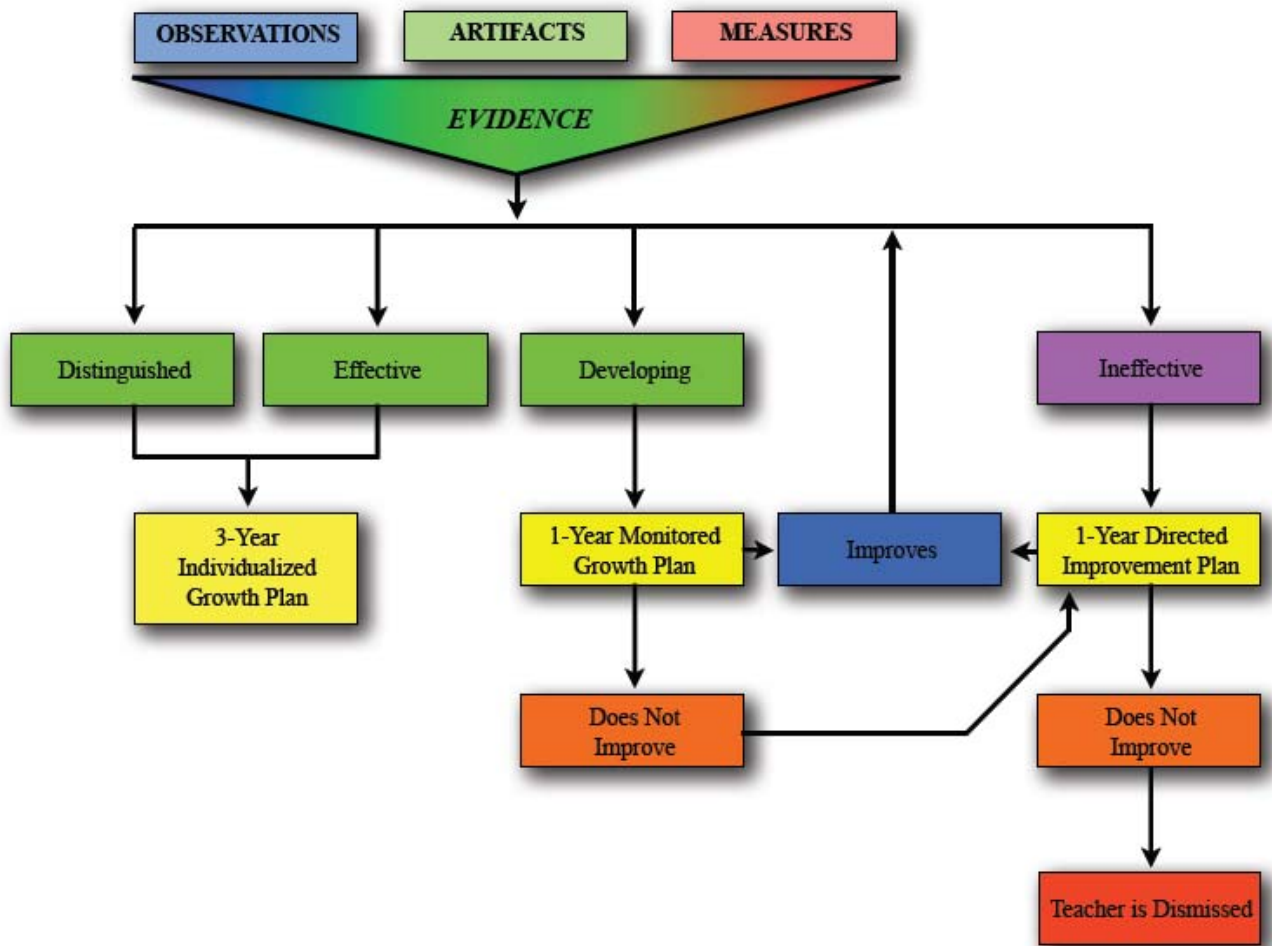 OBSERVATIONS
ARTIFACTS
MEASURES
EVIDENCE
Distinguished
Effective
Developing
Ineffective
3-Year
Individualized
Growth Plan
1-Year Monitored
Growth Plan
Improves
1-Year Directed
Improvement Plan
Does Not
Improve
Does Not
Improve
Teacher is Dismissed